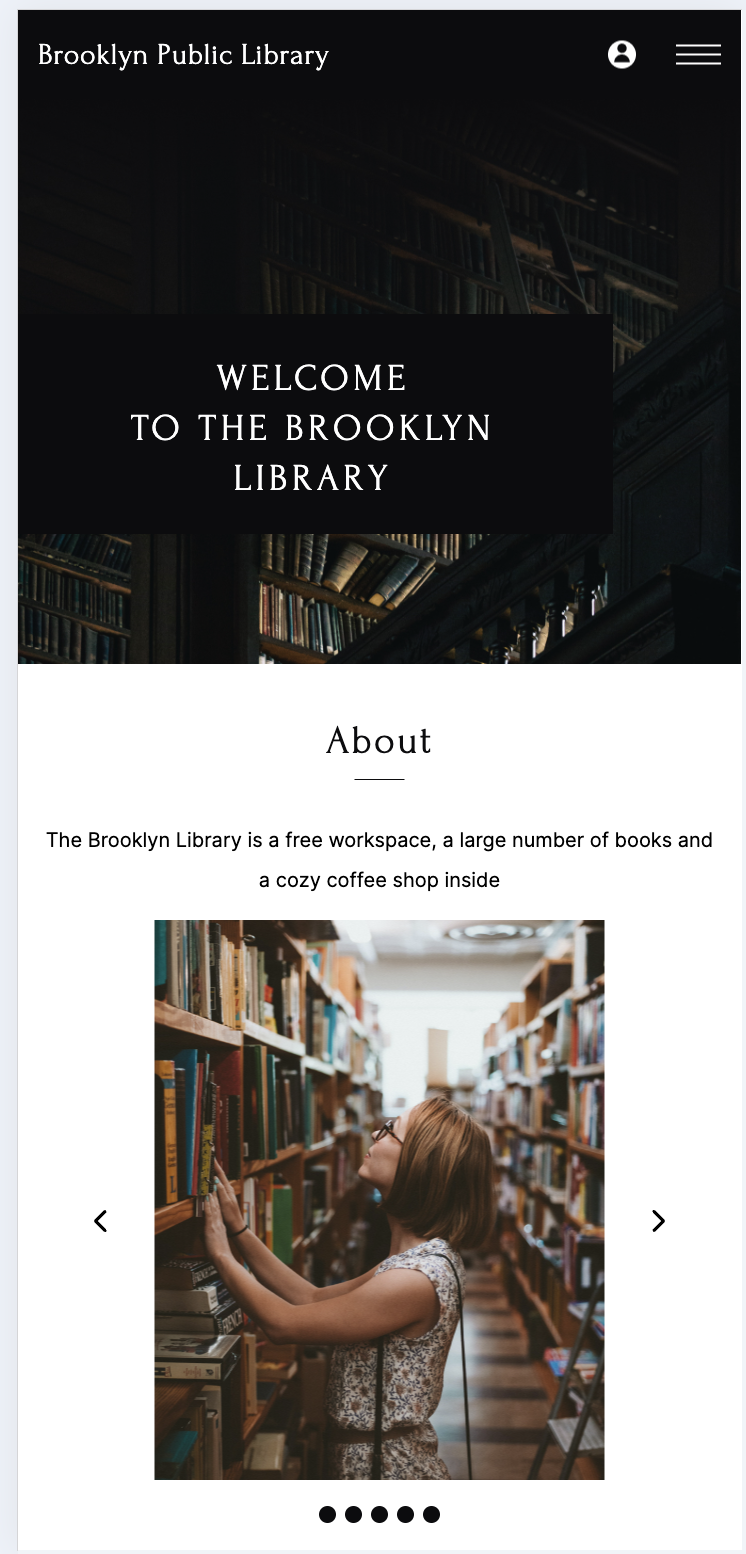 Brooklyn Public Library
WELCOME
TO THE BROOKLYN
LIBRARY
About
The Brooklyn Library is a free workspace, a large number of books and
a cozy coffee shop inside